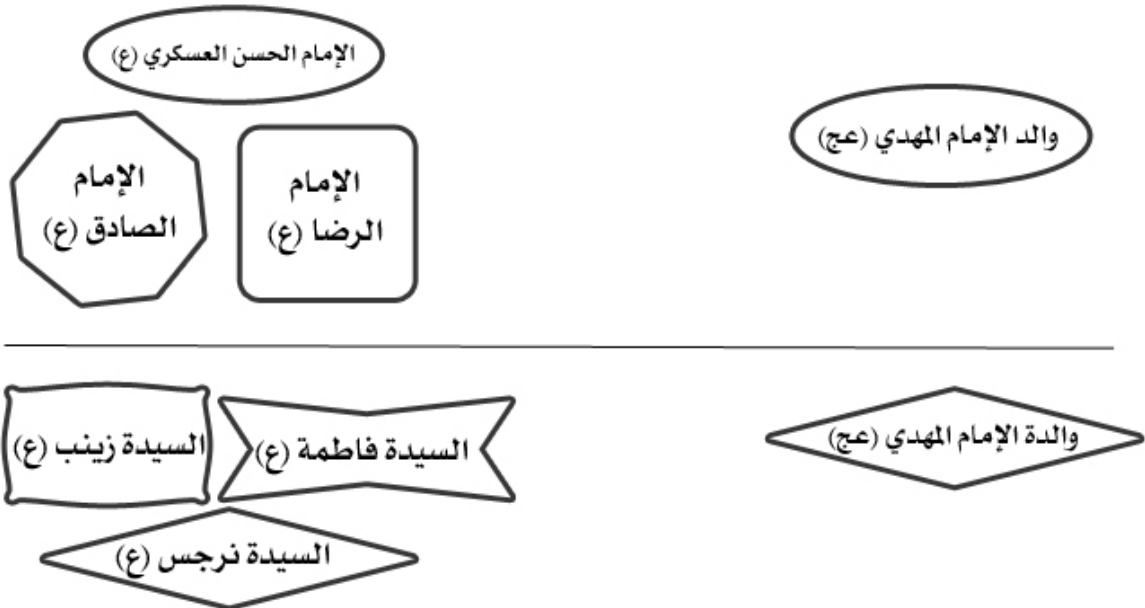 الإمام الحسن العسكري (ع)
والد الإمام المهدي (عج)
الإمام
الرضا (ع)
الإمام
الصادق (ع)
والدة الإمام المهدي (عج)
السيدة فاطمة (ع)
السيدة زينب (ع)
السيدة نرجس (ع)